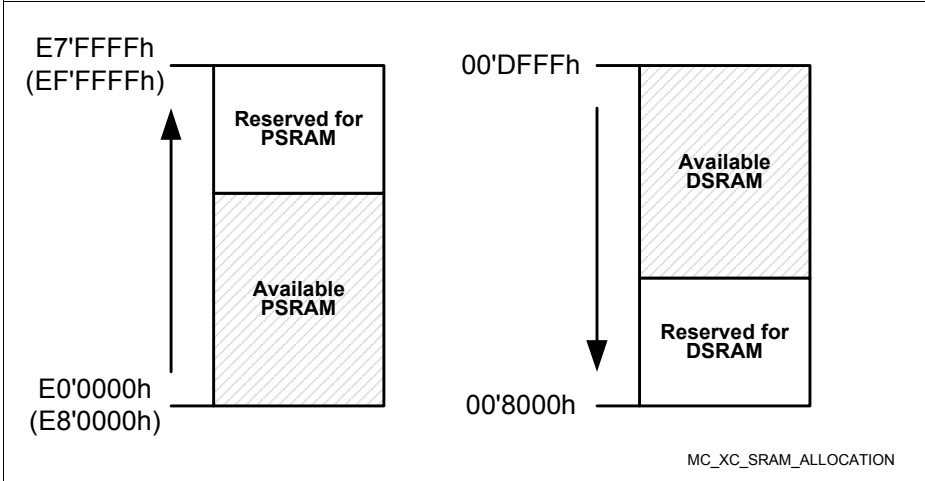 E7'FFFFh
(EF'FFFFh)
Reserved for
PSRAM
Available
PSRAM
E0'0000h
(E8'0000h)
00'DFFFh
Available
DSRAM
Reserved for
DSRAM
00'8000h
MC_XC_SRAM_ALLOCATION